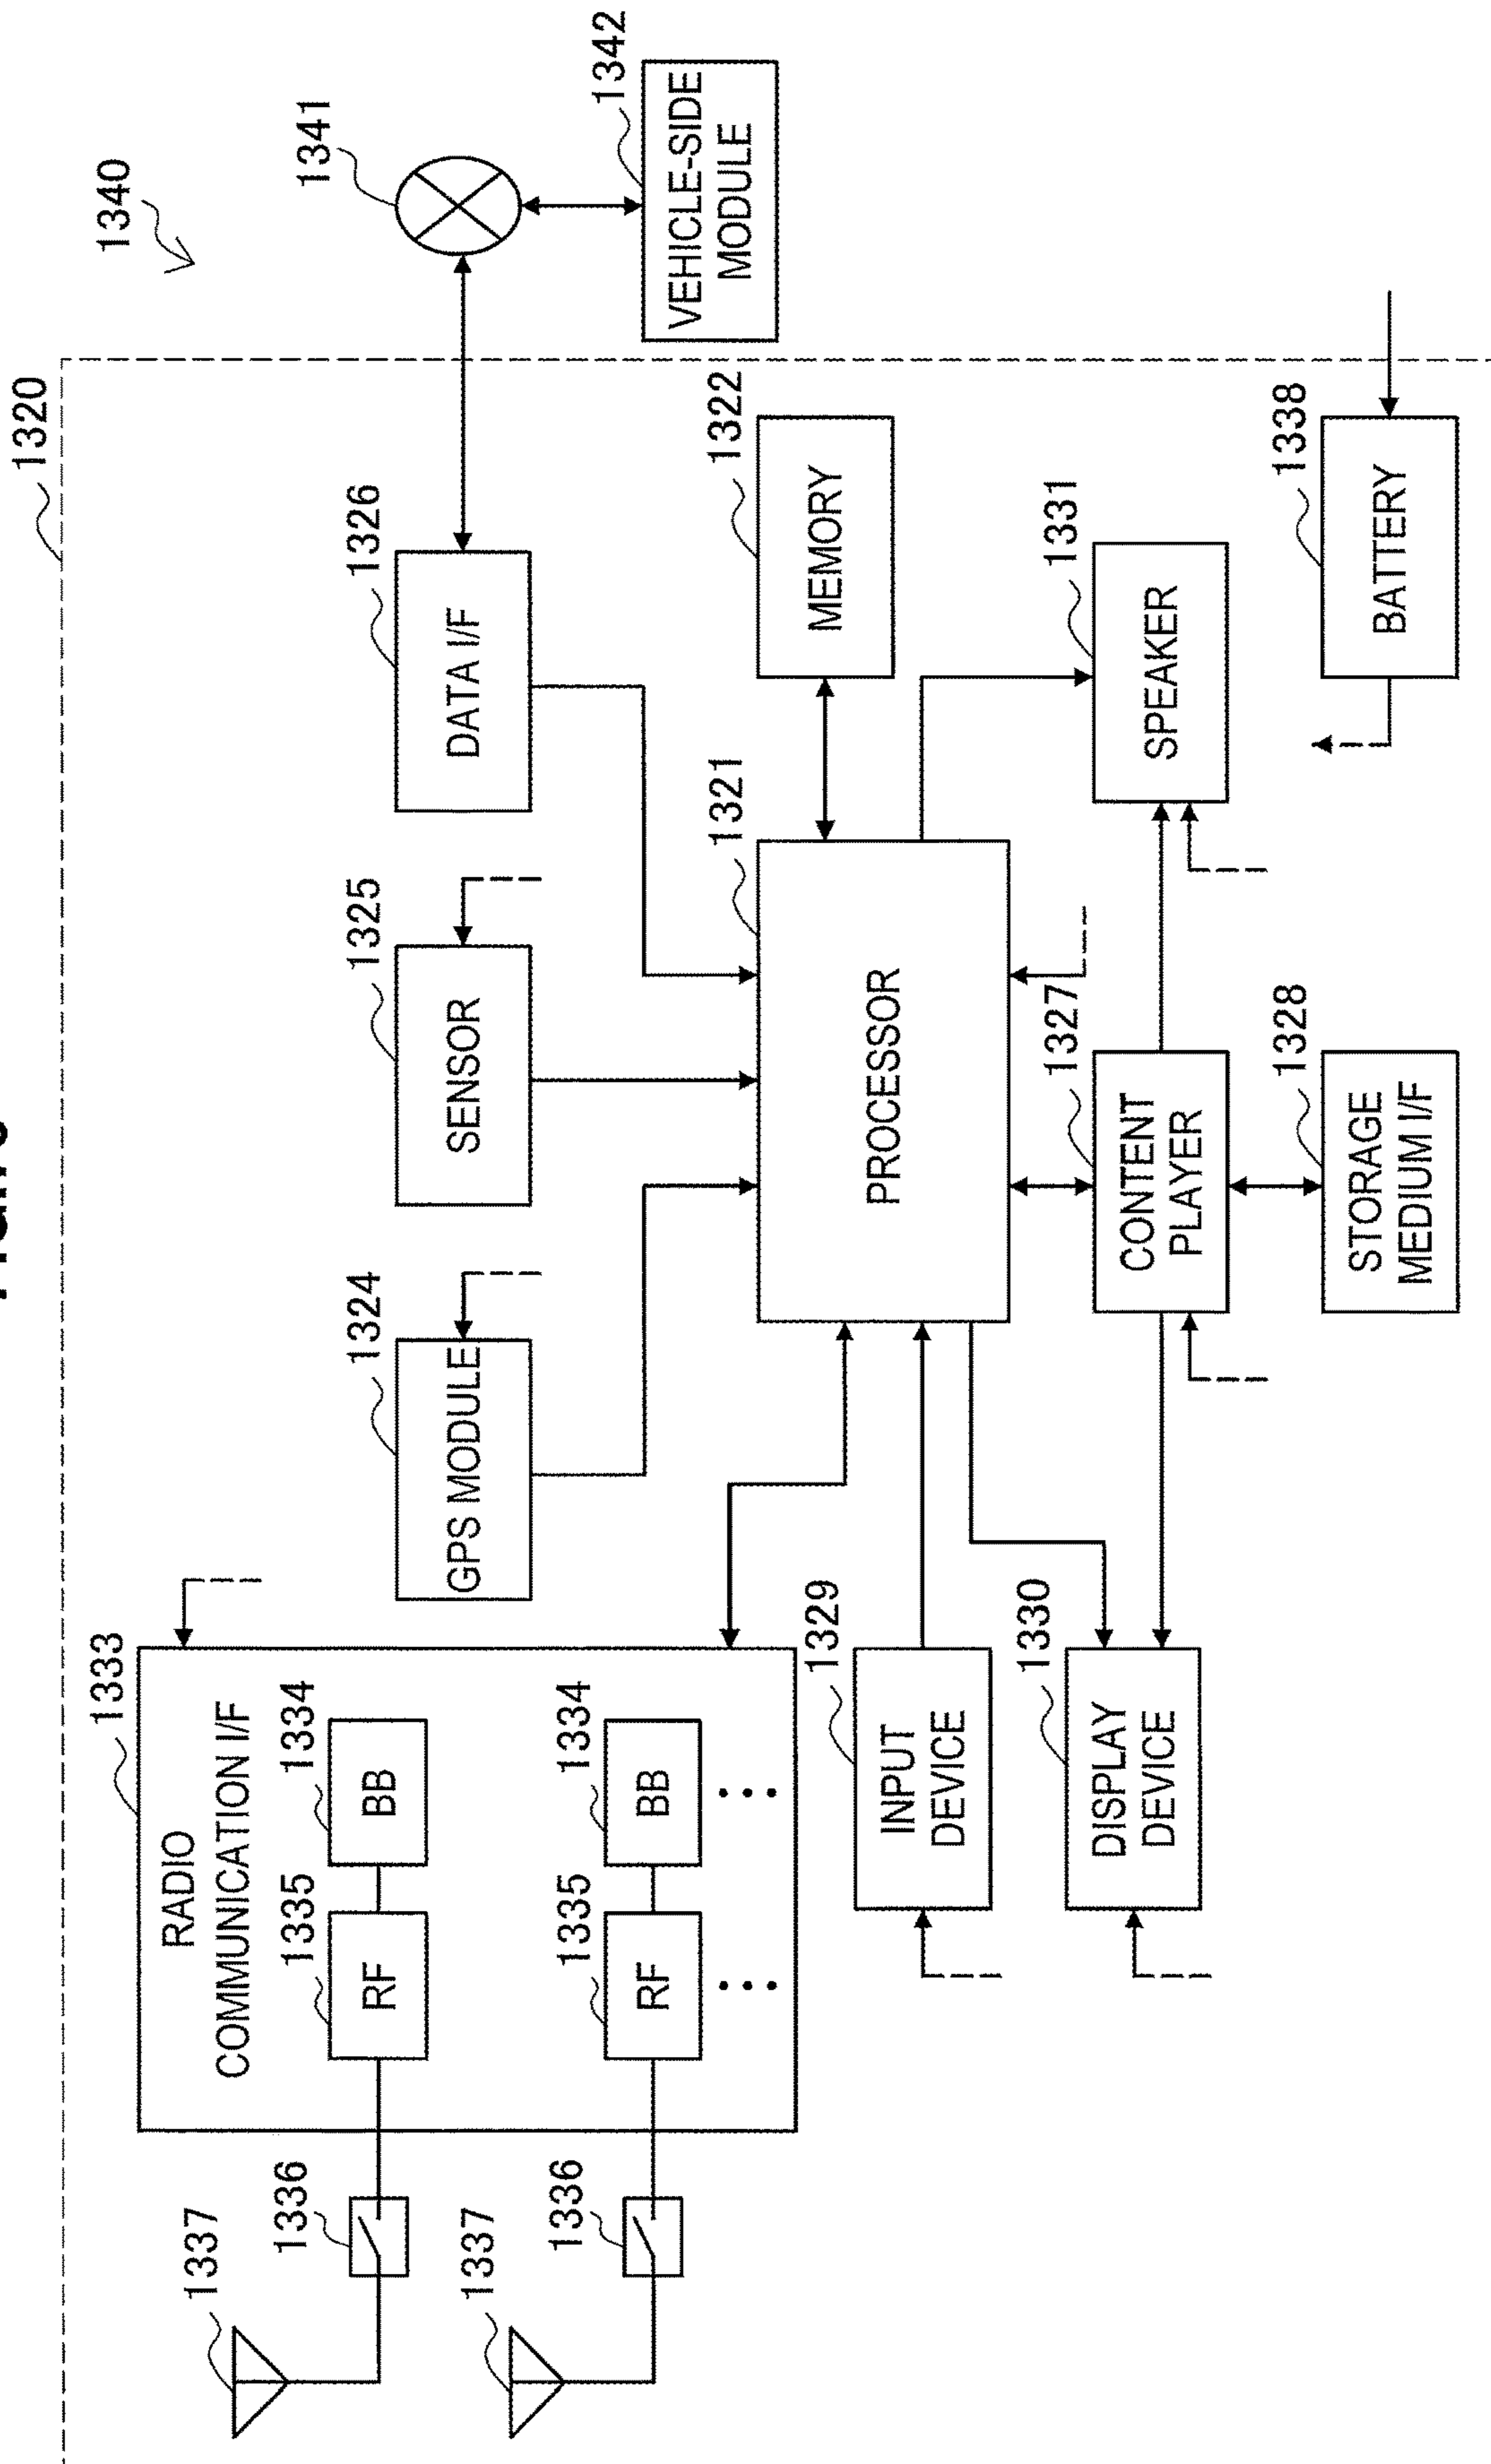 1320
1340
1333
RADIO
COMMUNICATION I/F
1337
1336
1335
1334
RF
BB
1324
GPS MODULE
1325
SENSOR
1326
DATA I/F
1341
1337
1336
1335
1334
RF
BB
1342
VEHICLE-SIDE
MODULE
1321
PROCESSOR
1322
MEMORY
1329
INPUT
DEVICE
1330
DISPLAY
DEVICE
1327
CONTENT
PLAYER
1331
SPEAKER
1328
STORAGE
MEDIUM I/F
1338
BATTERY